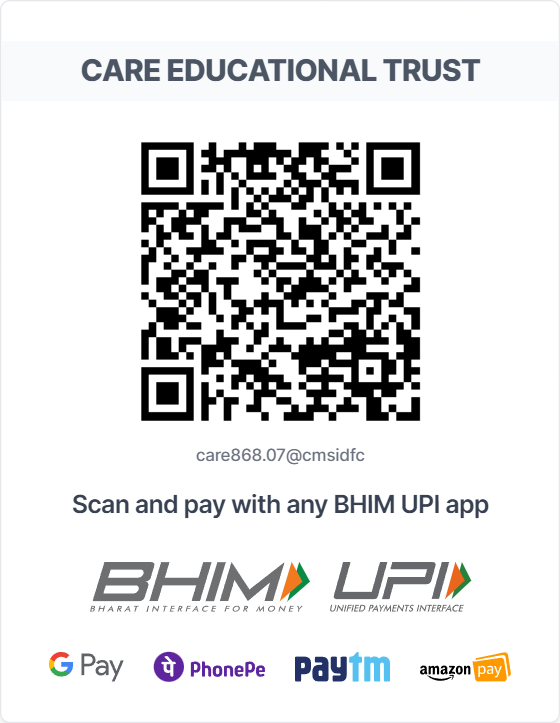 CARE EDUCATIONAL TRUST
care868.07@cmsidfc
Scan and pay with any BHIM UPI app
BHIM UPI
BHARAT INTERFACE FOR MONEY UNIFIED PAYMENTS INTERFACE
G Pay पे PhonePe paytm amazon pay